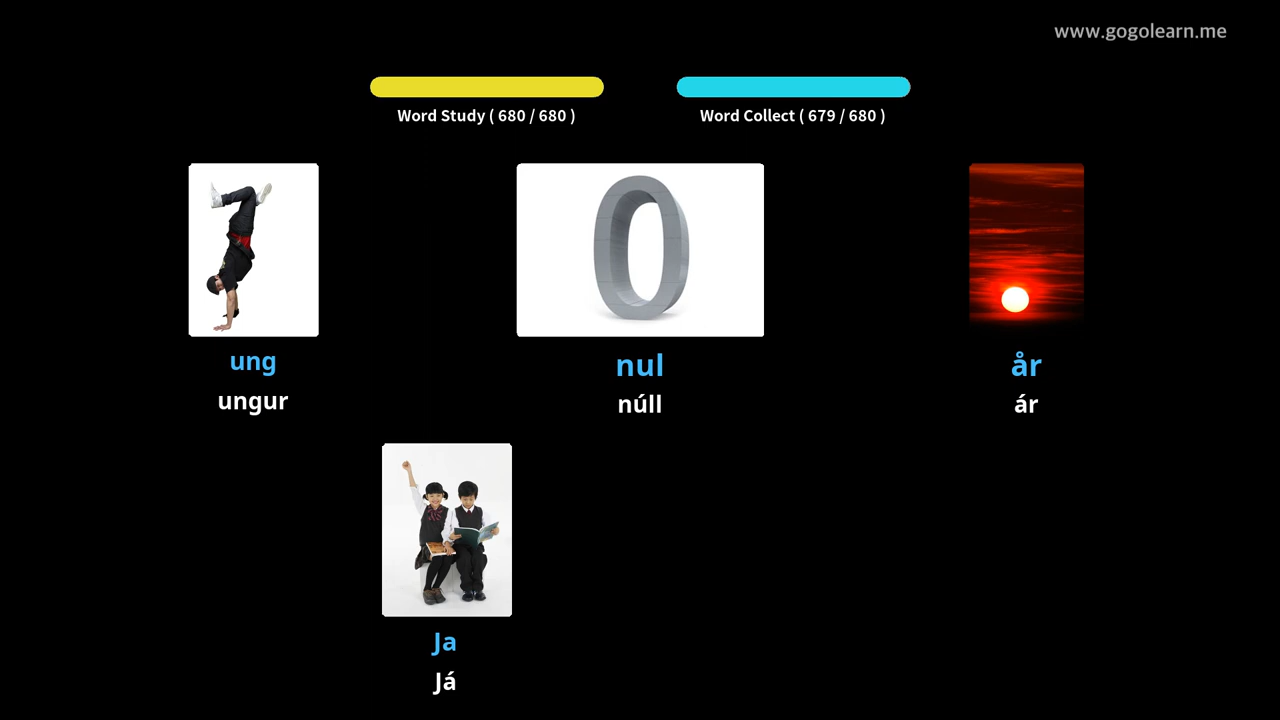 www.gogolearn.me
Word Study ( 680 / 680 )
Word Collect ( 679 / 680 )
ung
ungur
nul
núll
år
ár
Ja
Já